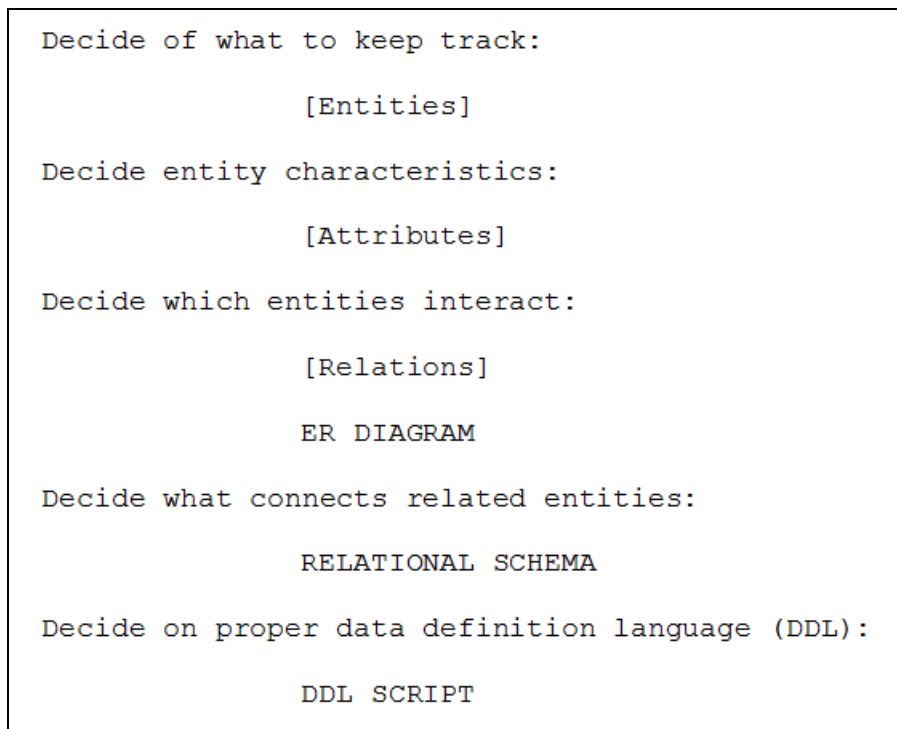 Decide of what to keep track:
[Entities]
Decide entity characteristics:
[Attributes]
Decide which entities interact:
[Relations]
ER DIAGRAM
Decide what connects related entities:
RELATIONAL SCHEMA
Decide on proper data definition language (DDL):
DDL SCRIPT